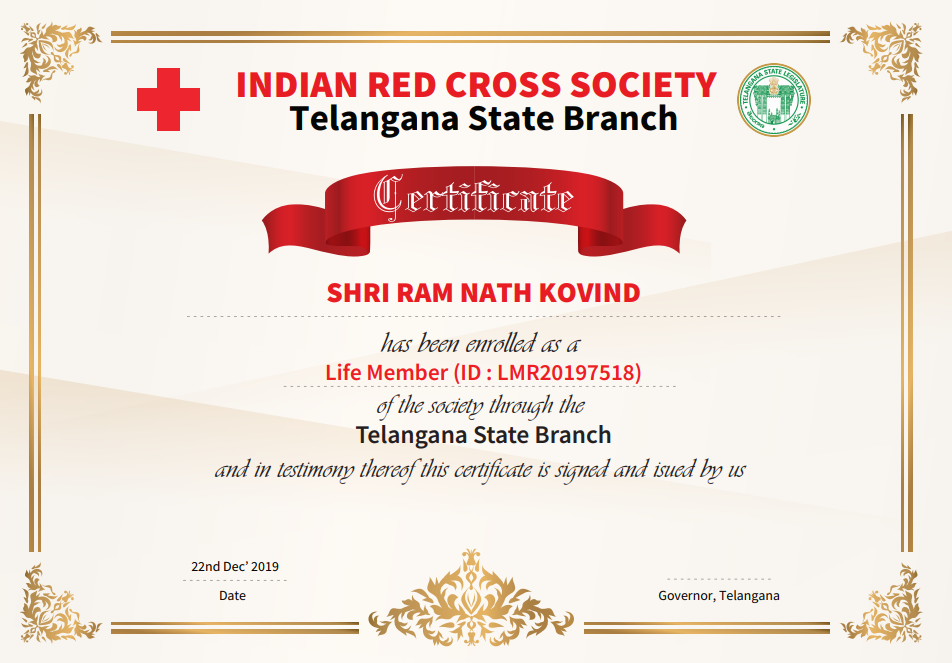 INDIAN RED CROSS SOCIETY
Telangana State Branch
TELANGANA STATE LEGISLATURE
Certificate
SHRI RAM NATH KOVIND
has been enrolled as a
Life Member (ID : LMR20197518)
of the society through the
Telangana State Branch
and in testimony thereof this certificate is signed and isued by us
22nd Dec’ 2019
Date
Governor, Telangana